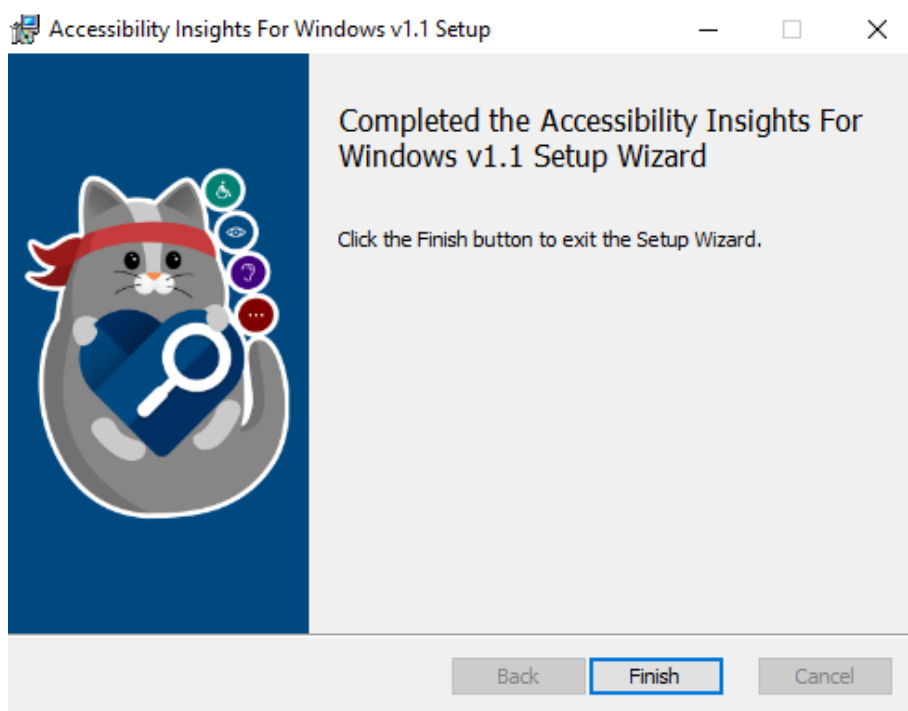 Accessibility Insights For Windows v1.1 Setup
Completed the Accessibility Insights For
Windows v1.1 Setup Wizard
Click the Finish button to exit the Setup Wizard.
Back
Finish
Cancel